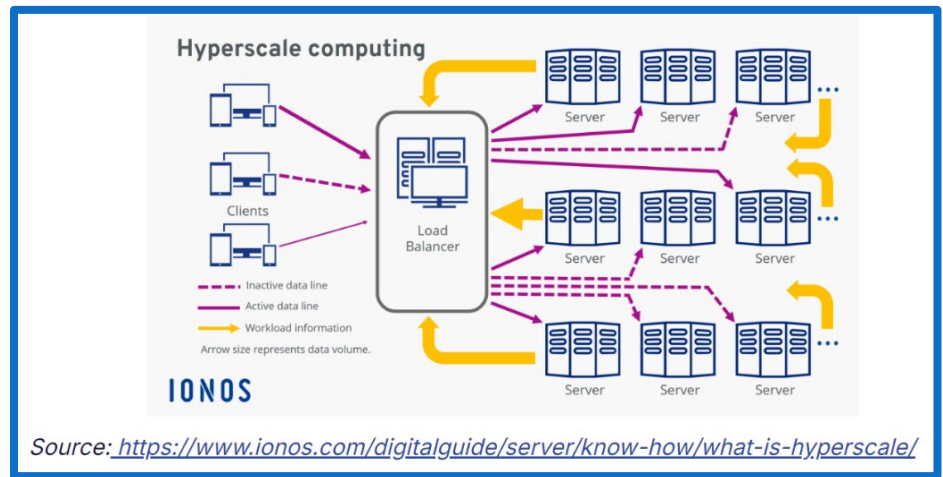 Hyperscale computing
Server Server Server
...
Clients
Load
Balancer
Server Server Server
...
Inactive data line
Active data line
Workload information
Arrow size represents data volume.
...
Server Server Server
IONOS
Source: https://www.ionos.com/digitalguide/server/know-how/what-is-hyperscale/